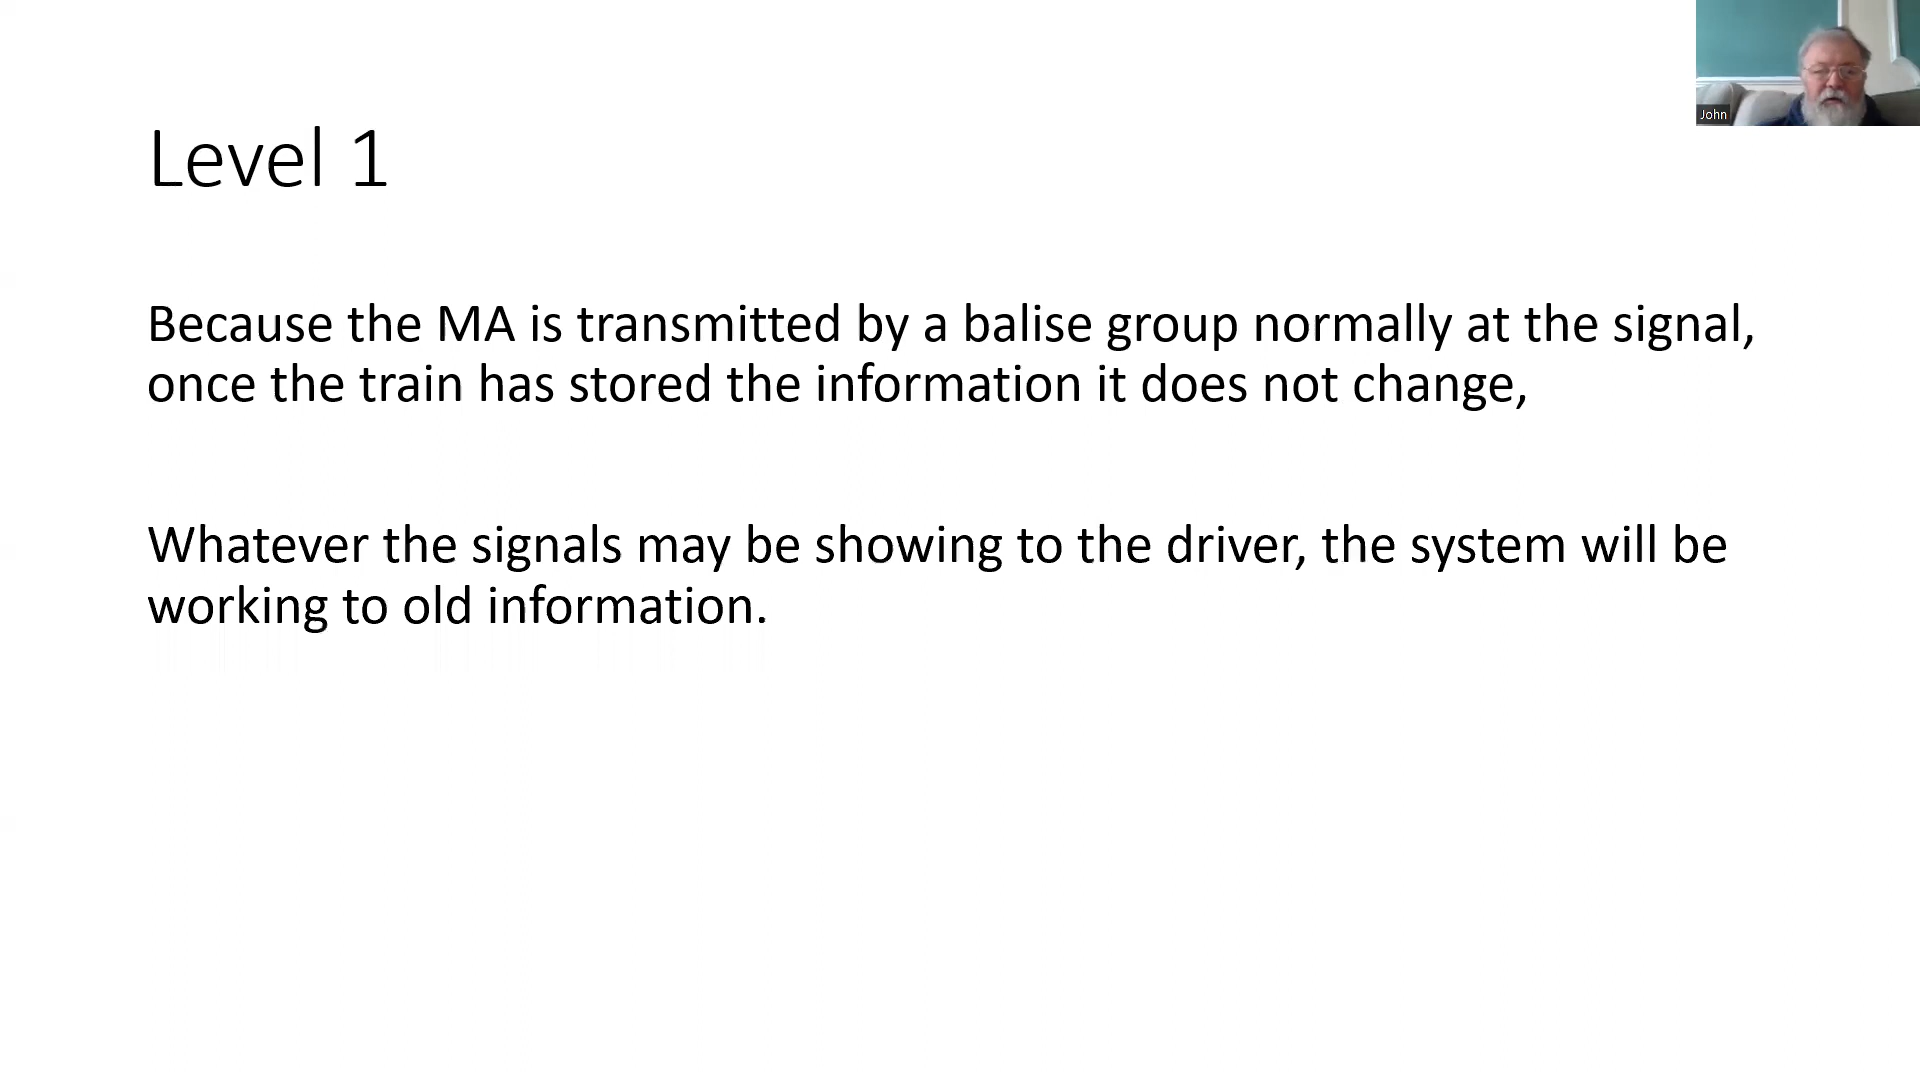 John
Level 1
Because the MA is transmitted by a balise group normally at the signal,
once the train has stored the information it does not change,
Whatever the signals may be showing to the driver, the system will be
working to old information.